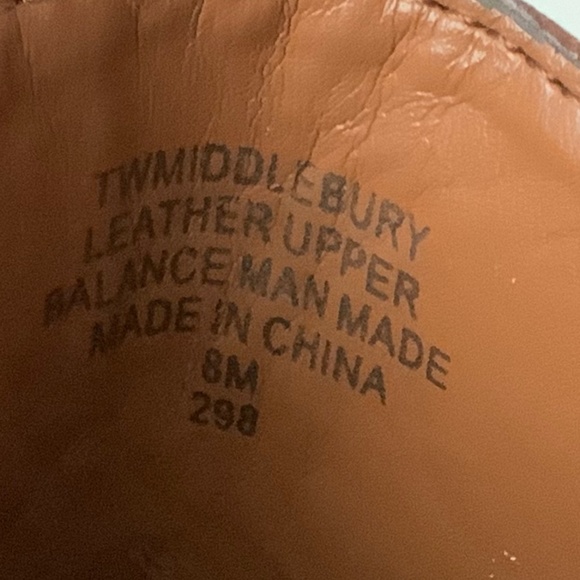 TWMIDDLEBURY
LEATHER UPPER
BALANCE MAN MADE
MADE IN CHINA
8M
298